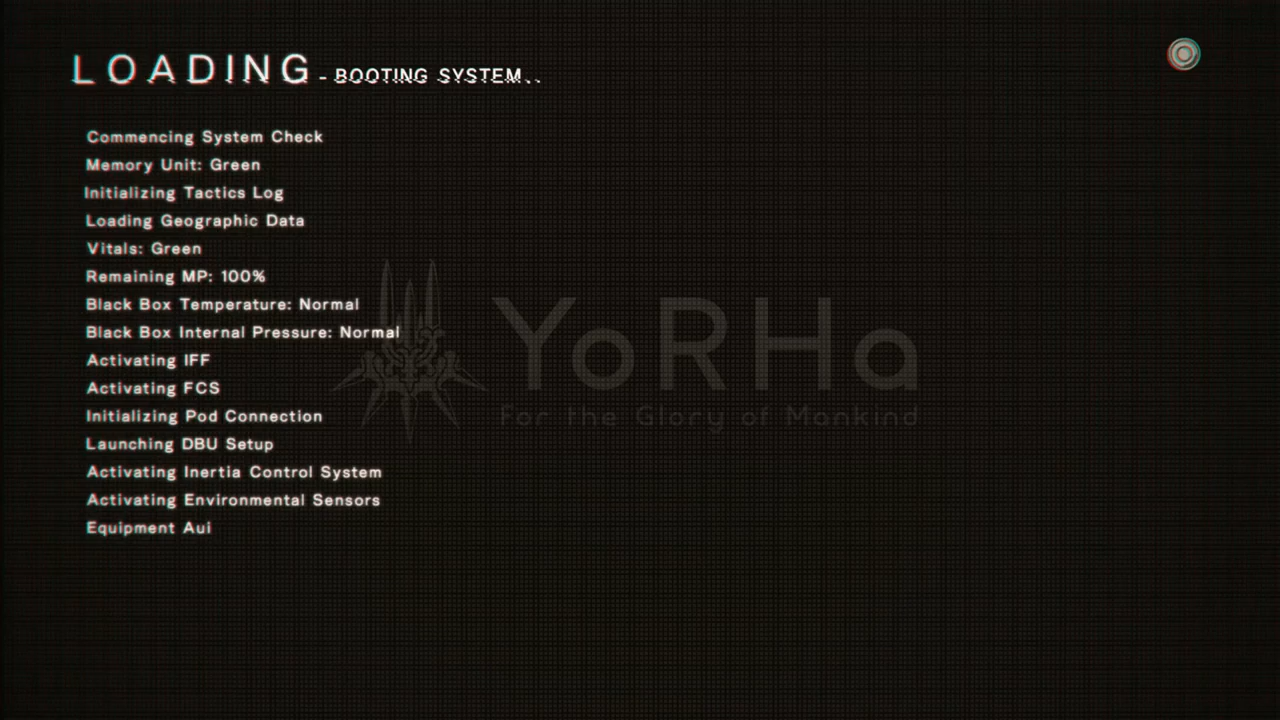 LOADING - BOOTING SYSTEM..
Commencing System Check
Memory Unit: Green
Initializing Tactics Log
Loading Geographic Data
Vitals: Green
Remaining MP: 100%
Black Box Temperature: Normal
Black Box Internal Pressure: Normal
Activating IFF
Activating FCS
Initializing Pod Connection
Launching DBU Setup
Activating Inertia Control System
Activating Environmental Sensors
Equipment Aui
YoRHa
For the Glory of Mankind